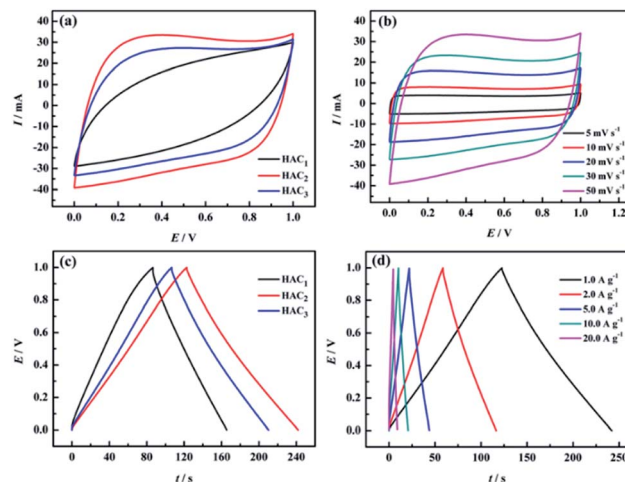 (a)
I / mA
40
30
20
10
0
-10
-20
-30
-40
HAC₁
HAC₂
HAC₃
0.0 0.2 0.4 0.6 0.8 1.0
E / V
(b)
I / mA
40
30
20
10
0
-10
-20
-30
-40
5 mV s⁻¹
10 mV s⁻¹
20 mV s⁻¹
30 mV s⁻¹
50 mV s⁻¹
0.0 0.2 0.4 0.6 0.8 1.0 1.2
E / V
(c)
E / V
1.0
0.8
0.6
0.4
0.2
0.0
HAC₁
HAC₂
HAC₃
0 40 80 120 160 200 240
t / s
(d)
E / V
1.0
0.8
0.6
0.4
0.2
0.0
1.0 A g⁻¹
2.0 A g⁻¹
5.0 A g⁻¹
10.0 A g⁻¹
20.0 A g⁻¹
0 50 100 150 200 250
t / s